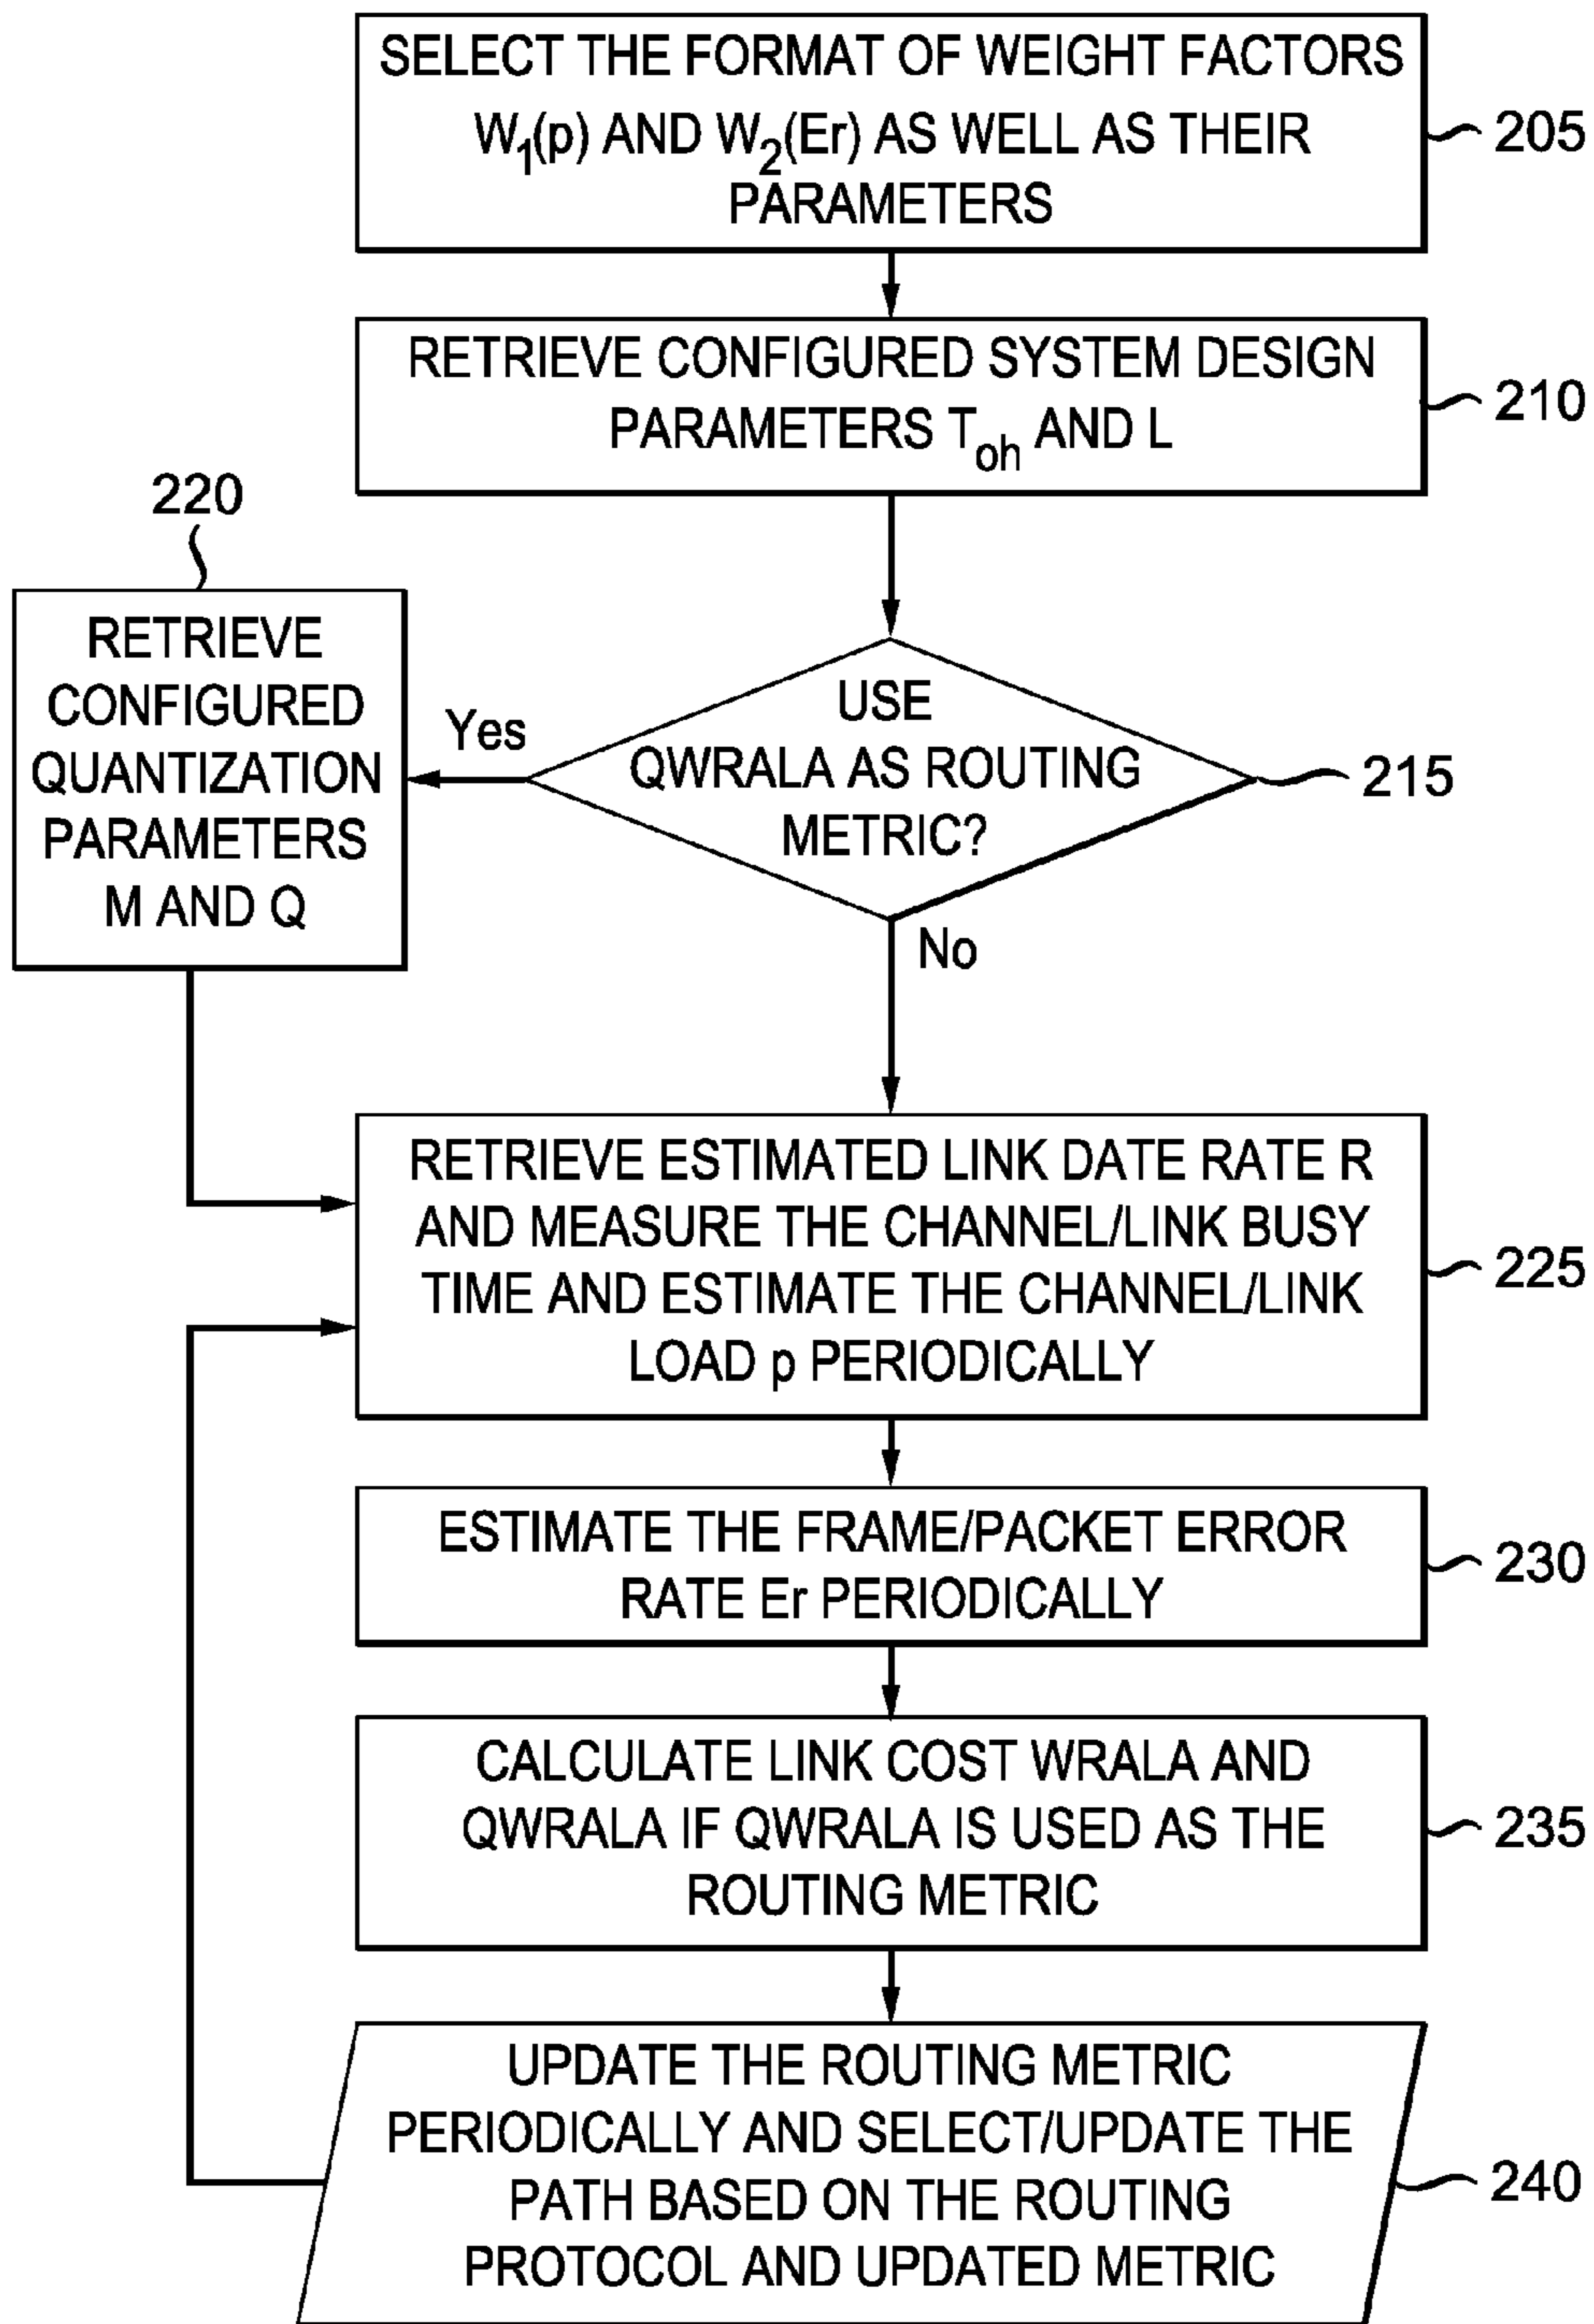 SELECT THE FORMAT OF WEIGHT FACTORS
W1(p) AND W2(Er) AS WELL AS THEIR
PARAMETERS
205
RETRIEVE CONFIGURED SYSTEM DESIGN
PARAMETERS Toh AND L
210
220
RETRIEVE
CONFIGURED
QUANTIZATION
PARAMETERS
M AND Q
Yes
USE
QWRALA AS ROUTING
METRIC?
215
No
RETRIEVE ESTIMATED LINK DATE RATE R
AND MEASURE THE CHANNEL/LINK BUSY
TIME AND ESTIMATE THE CHANNEL/LINK
LOAD p PERIODICALLY
225
ESTIMATE THE FRAME/PACKET ERROR
RATE Er PERIODICALLY
230
CALCULATE LINK COST WRALA AND
QWRALA IF QWRALA IS USED AS THE
ROUTING METRIC
235
UPDATE THE ROUTING METRIC
PERIODICALLY AND SELECT/UPDATE THE
PATH BASED ON THE ROUTING
PROTOCOL AND UPDATED METRIC
240